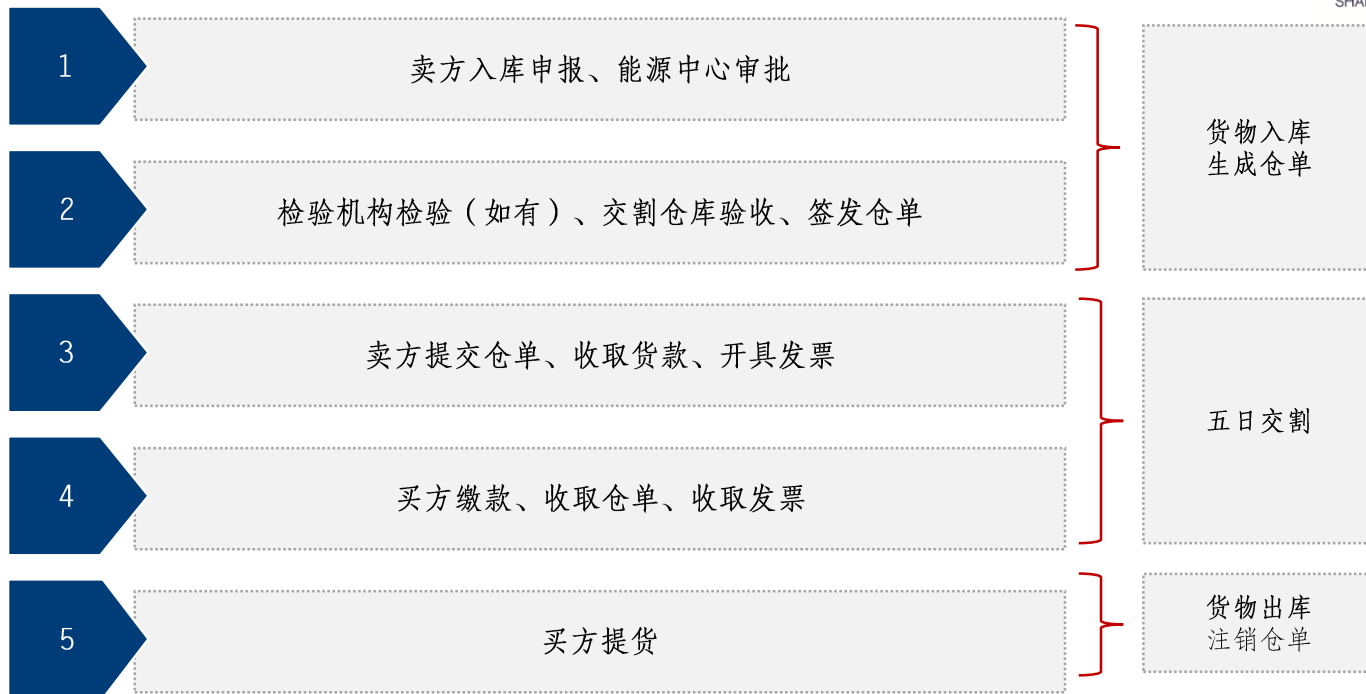 SHA
1
卖方入库申报、能源中心审批
2
检验机构检验（如有）、交割仓库验收、签发仓单
货物入库
生成仓单
3
卖方提交仓单、收取货款、开具发票
4
买方缴款、收取仓单、收取发票
五日交割
5
买方提货
货物出库
注销仓单